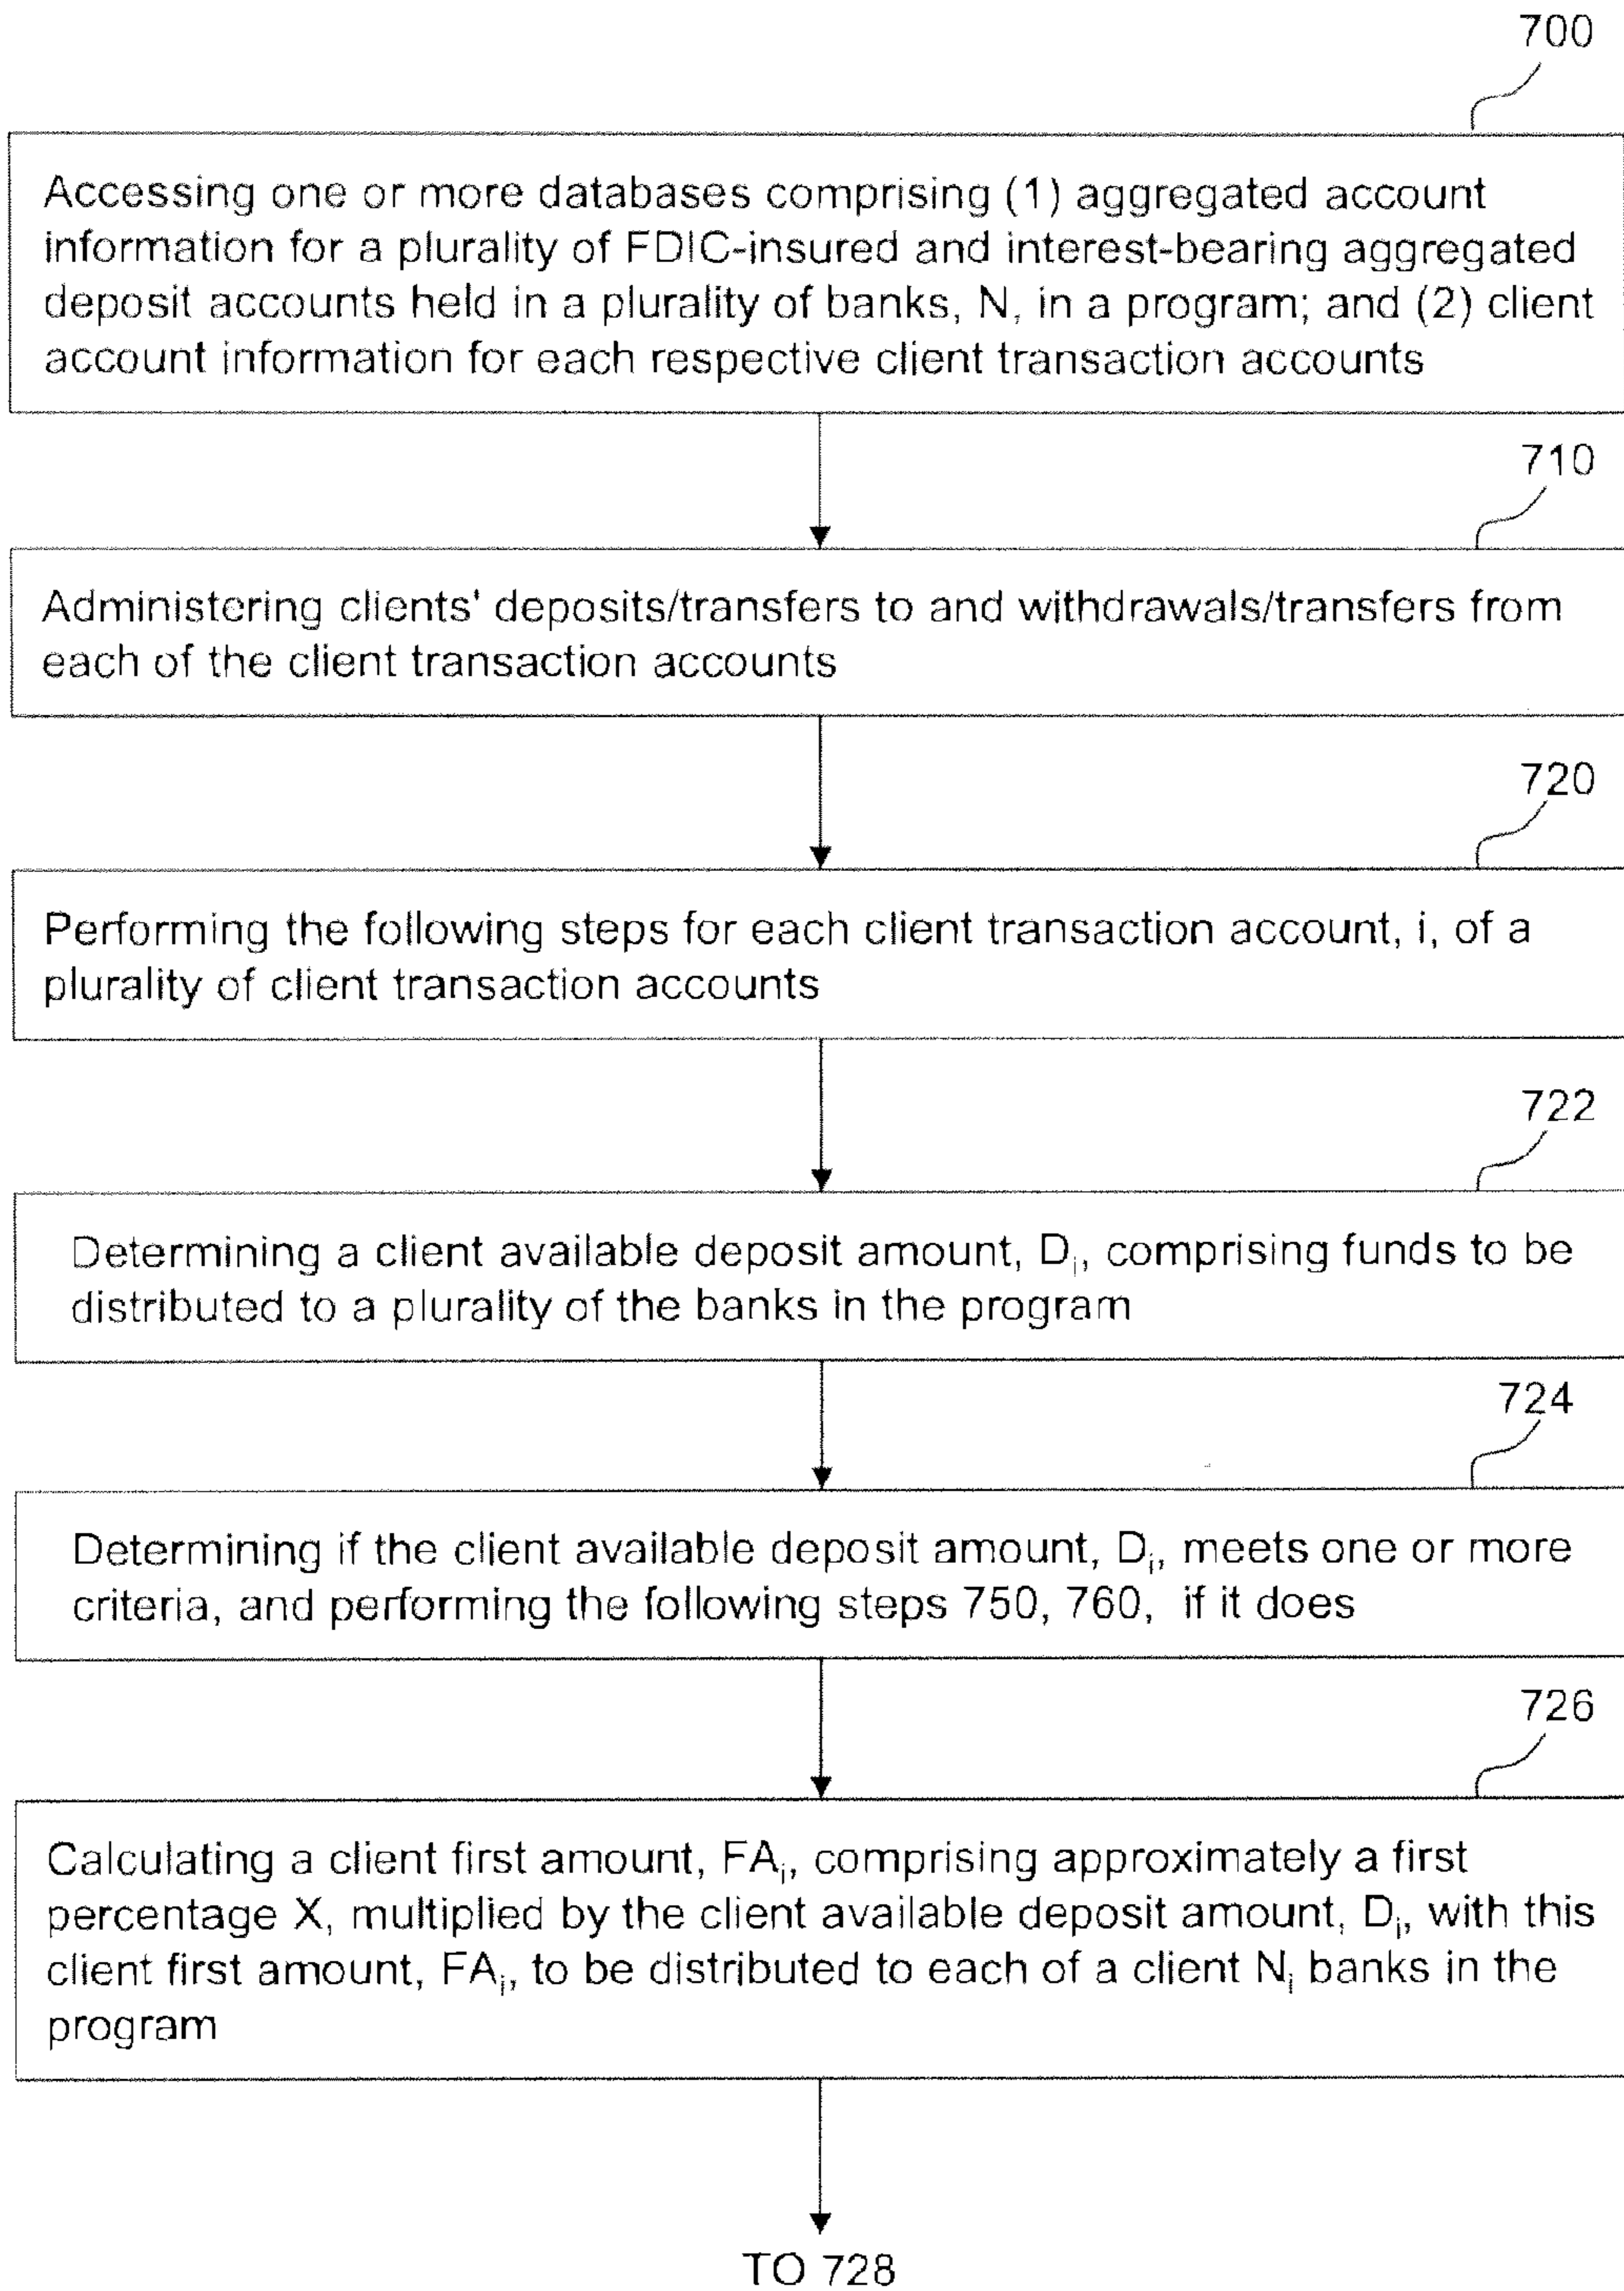 700
Accessing one or more databases comprising (1) aggregated account
information for a plurality of FDIC-insured and interest-bearing aggregated
deposit accounts held in a plurality of banks, N, in a program; and (2) client
account information for each respective client transaction accounts
710
Administering clients' deposits/transfers to and withdrawals/transfers from
each of the client transaction accounts
720
Performing the following steps for each client transaction account, i, of a
plurality of client transaction accounts
722
Determining a client available deposit amount, Di, comprising funds to be
distributed to a plurality of the banks in the program
724
Determining if the client available deposit amount, Di, meets one or more
criteria, and performing the following steps 750, 760, if it does
726
Calculating a client first amount, FAi, comprising approximately a first
percentage X, multiplied by the client available deposit amount, Di, with this
client first amount, FAi, to be distributed to each of a client Ni banks in the
program
TO 728